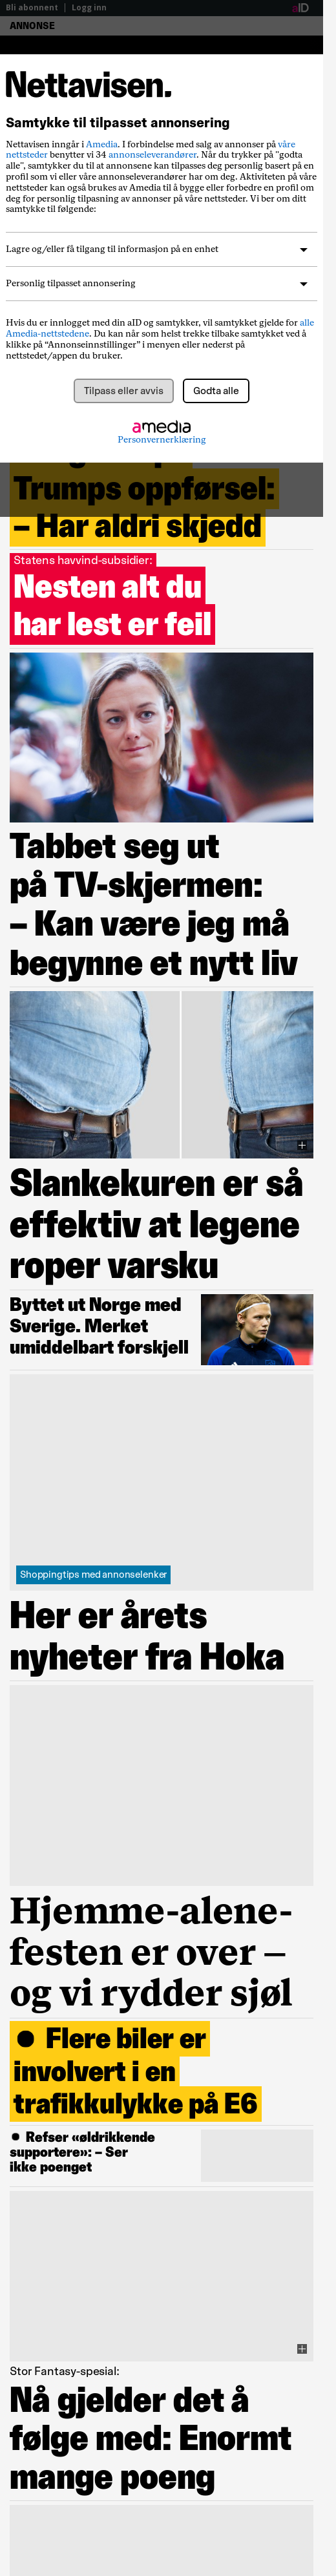 Bli abonnent | Logg inn
aID
ANNONSE
Nettavisen.
Samtykke til tilpasset annonsering
Nettavisen inngår i Amedia. I forbindelse med salg av annonser på våre
nettsteder benytter vi 34 annonseleverandører. Når du trykker på "godta
alle", samtykker du til at annonsene kan tilpasses deg personlig basert på en
profil som vi eller våre annonseleverandører har om deg. Aktiviteten på våre
nettsteder kan også brukes av Amedia til å bygge eller forbedre en profil om
deg for personlig tilpasning av annonser på våre nettsteder. Vi ber om ditt
samtykke til følgende:
Lagre og/eller få tilgang til informasjon på en enhet
Personlig tilpasset annonsering
Hvis du er innlogget med din aID og samtykker, vil samtykket gjelde for alle
Amedia-nettstedene. Du kan når som helst trekke tilbake samtykket ved å
klikke på “Annonseinnstillinger” i menyen eller nederst på
nettstedet/appen du bruker.
Tilpass eller avvis
Godta alle
amedia
Personvernerklæring
Trumps oppførsel:
– Har aldri skjedd
Statens havvind-subsidier:
Nesten alt du
har lest er feil
Tabbet seg ut
på TV-skjermen:
– Kan være jeg må
begynne et nytt liv
Slankekuren er så
effektiv at legene
roper varsku
Byttet ut Norge med
Sverige. Merket
umiddelbart forskjell
Shoppingtips med annonselenker
Her er årets
nyheter fra Hoka
Hjemme-alene-
festen er over –
og vi rydder sjøl
Flere biler er
involvert i en
trafikkulykke på E6
Refser «øldrikkende
supportere»: – Ser
ikke poenget
Stor Fantasy-spesial:
Nå gjelder det å
følge med: Enormt
mange poeng